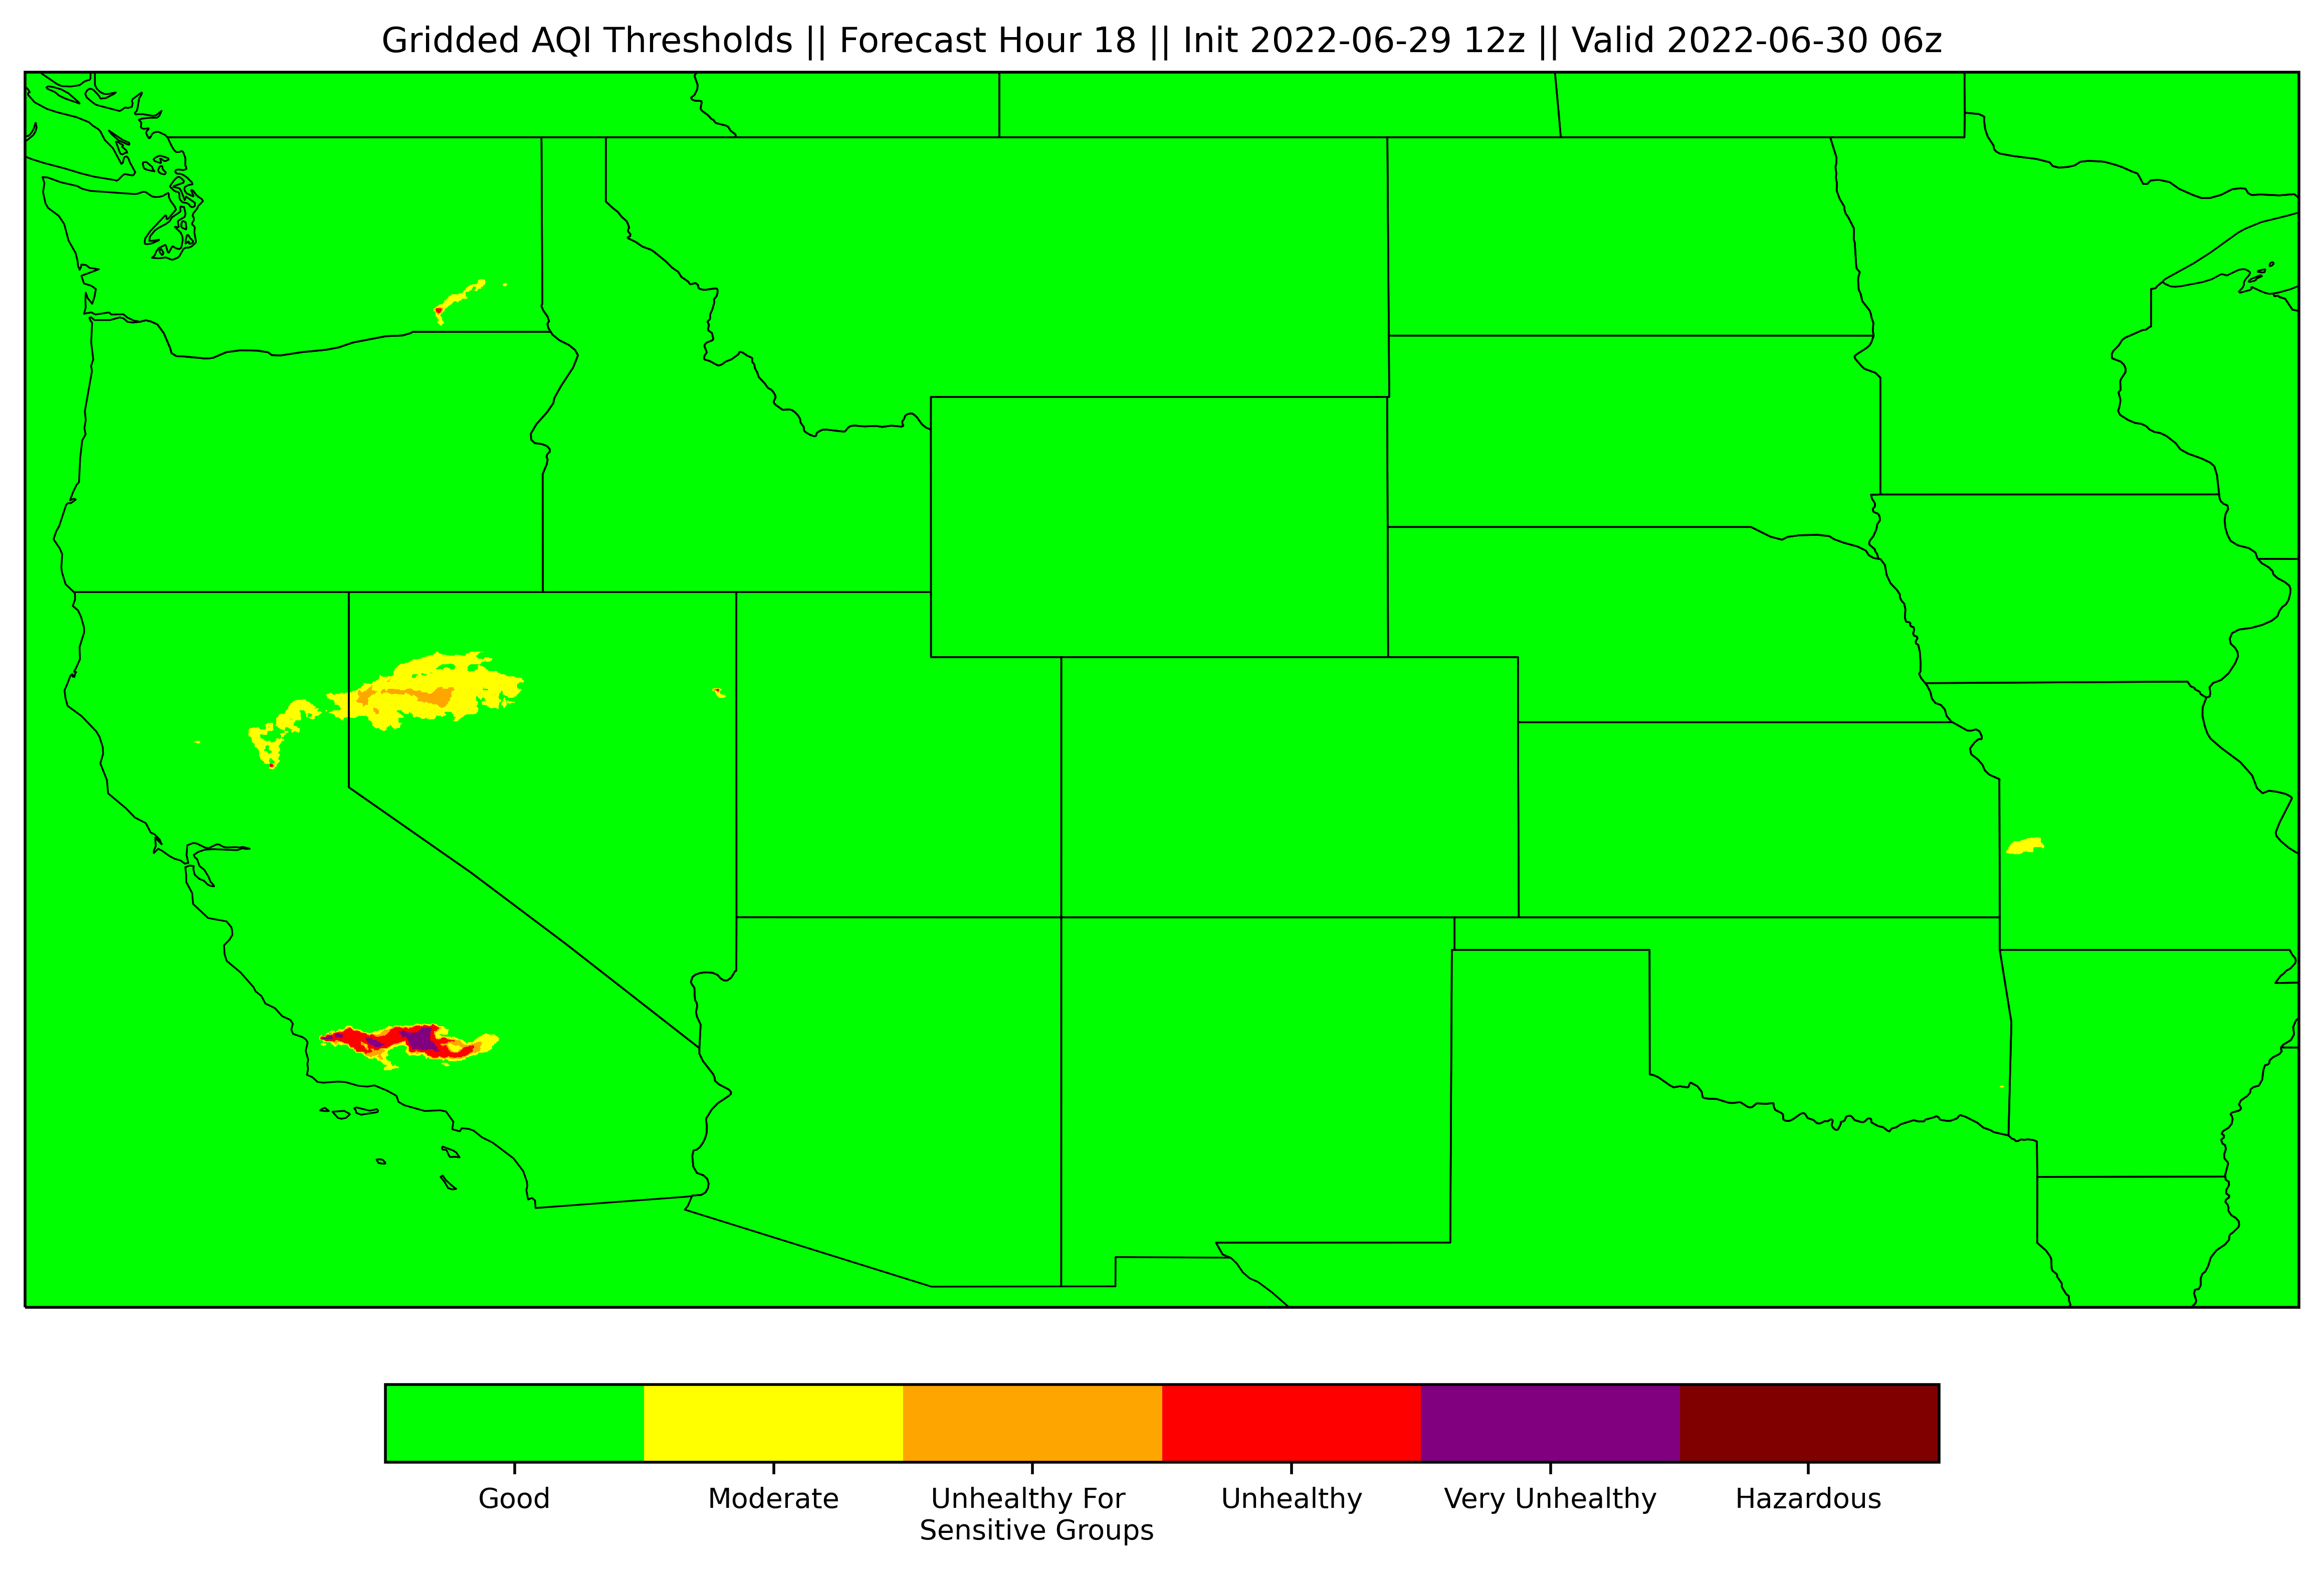 Gridded AQI Thresholds || Forecast Hour 18 || Init 2022-06-29 12z || Valid 2022-06-30 06z
Good
Moderate
Unhealthy For
Sensitive Groups
Unhealthy
Very Unhealthy
Hazardous